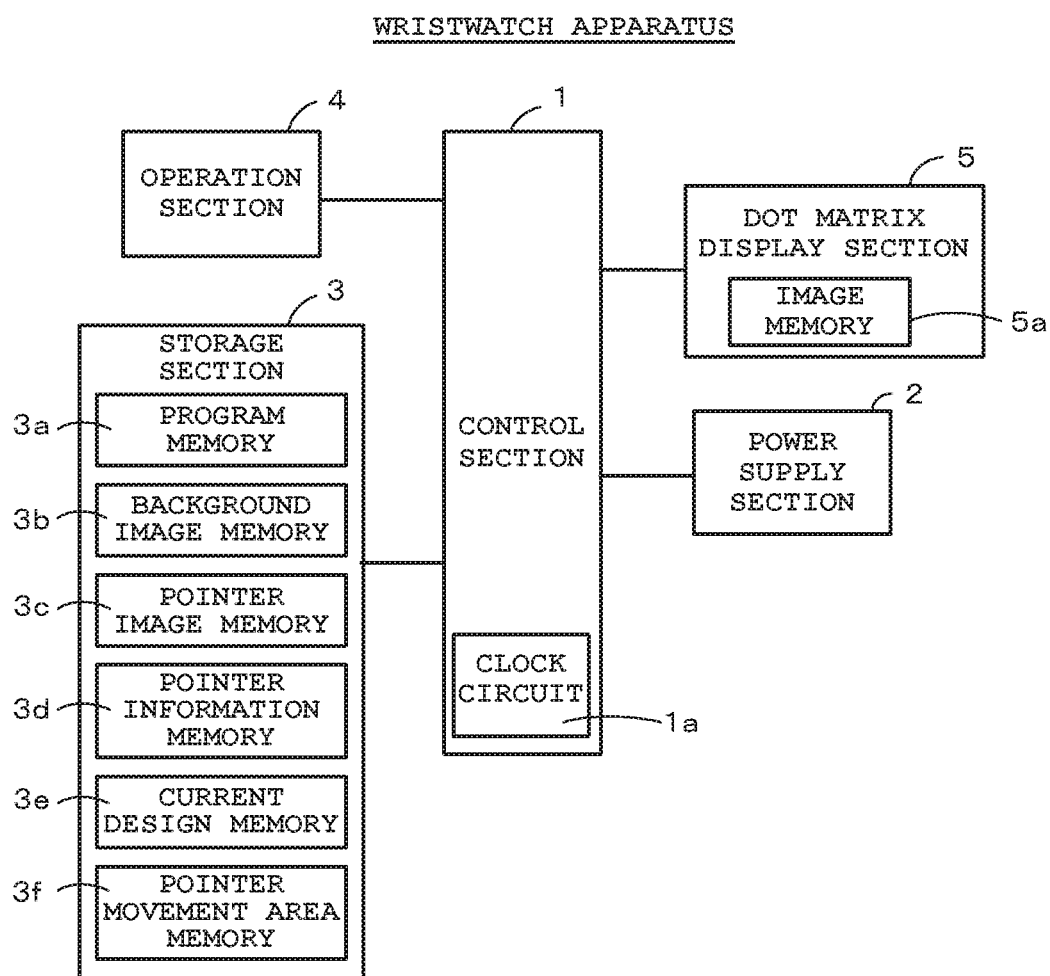 WRISTWATCH APPARATUS
4
OPERATION
SECTION
1
CONTROL
SECTION
CLOCK
CIRCUIT
1a
5
DOT MATRIX
DISPLAY SECTION
IMAGE
MEMORY
5a
2
POWER
SUPPLY
SECTION
3
STORAGE
SECTION
3a
PROGRAM
MEMORY
3b
BACKGROUND
IMAGE MEMORY
3c
POINTER
IMAGE MEMORY
3d
POINTER
INFORMATION
MEMORY
3e
CURRENT
DESIGN MEMORY
3f
POINTER
MOVEMENT AREA
MEMORY